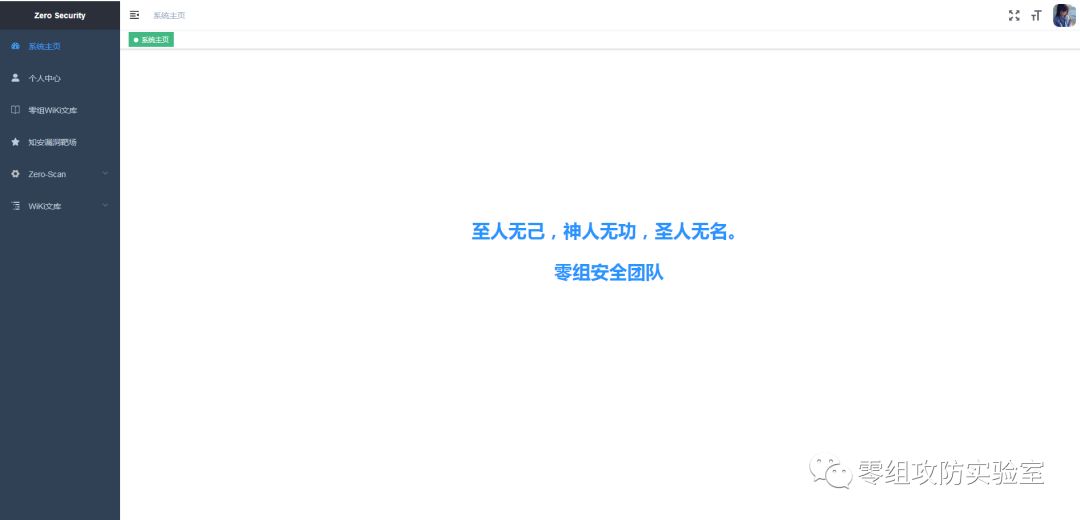 Zero Security
系统主页
系统主页
系统主页
个人中心
零组WiKi文库
知安漏洞靶场
Zero-Scan
WiKi文库
至人无己，神人无功，圣人无名。
零组安全团队
零组攻防实验室